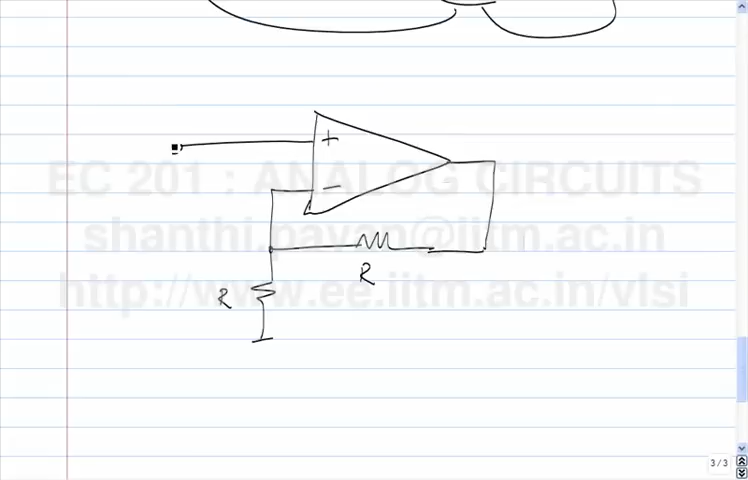 +
EC 201 : ANALOG CIRCUITS
−
shanthi.pavan@iitm.ac.in
R
R
http://www.ee.iitm.ac.in/vlsi
3/3